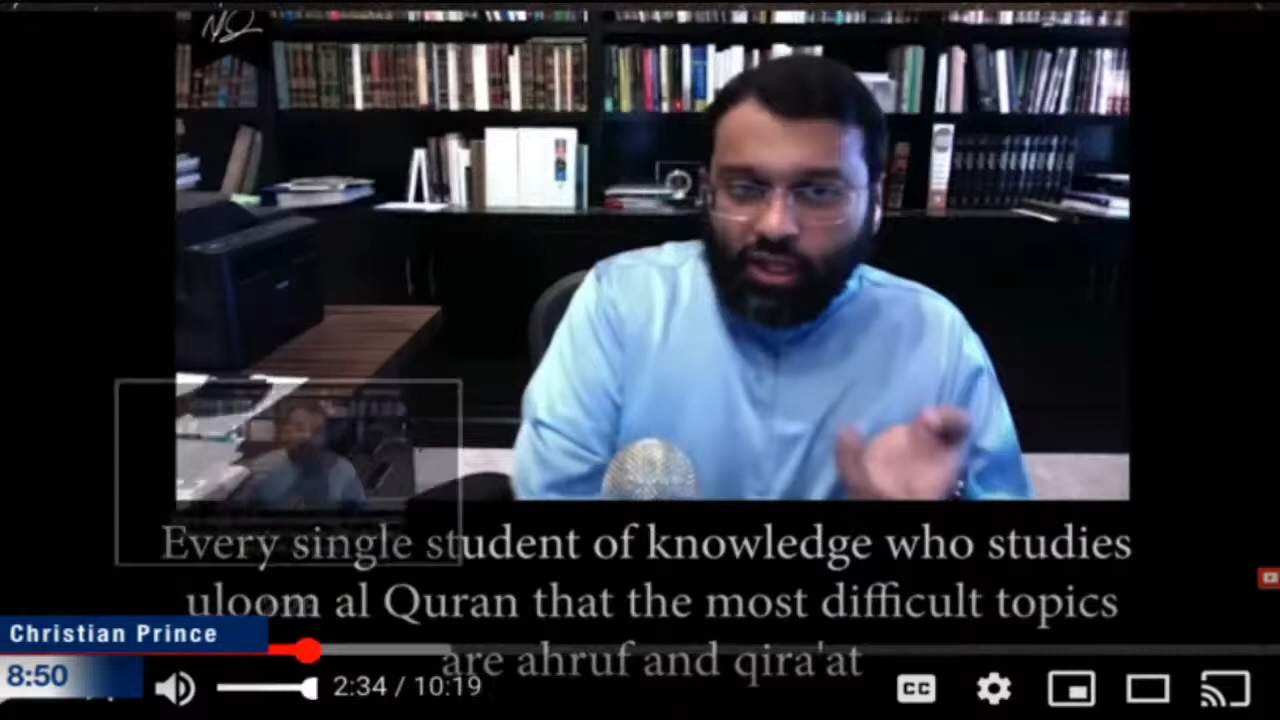 Every single student of knowledge who studies
uloom al Quran that the most difficult topics
are ahruf and qira'at
Christian Prince
8:50
2:34 / 10:19
CC